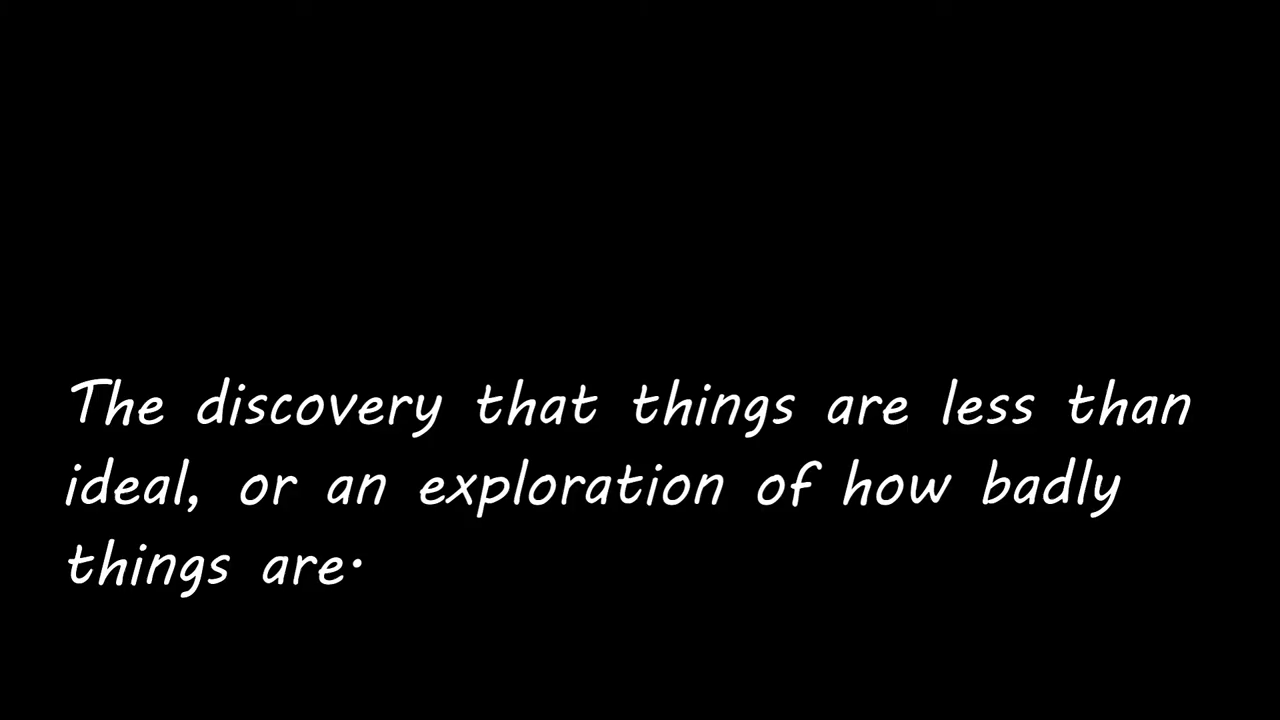 The discovery that things are less than
ideal, or an exploration of how badly
things are.